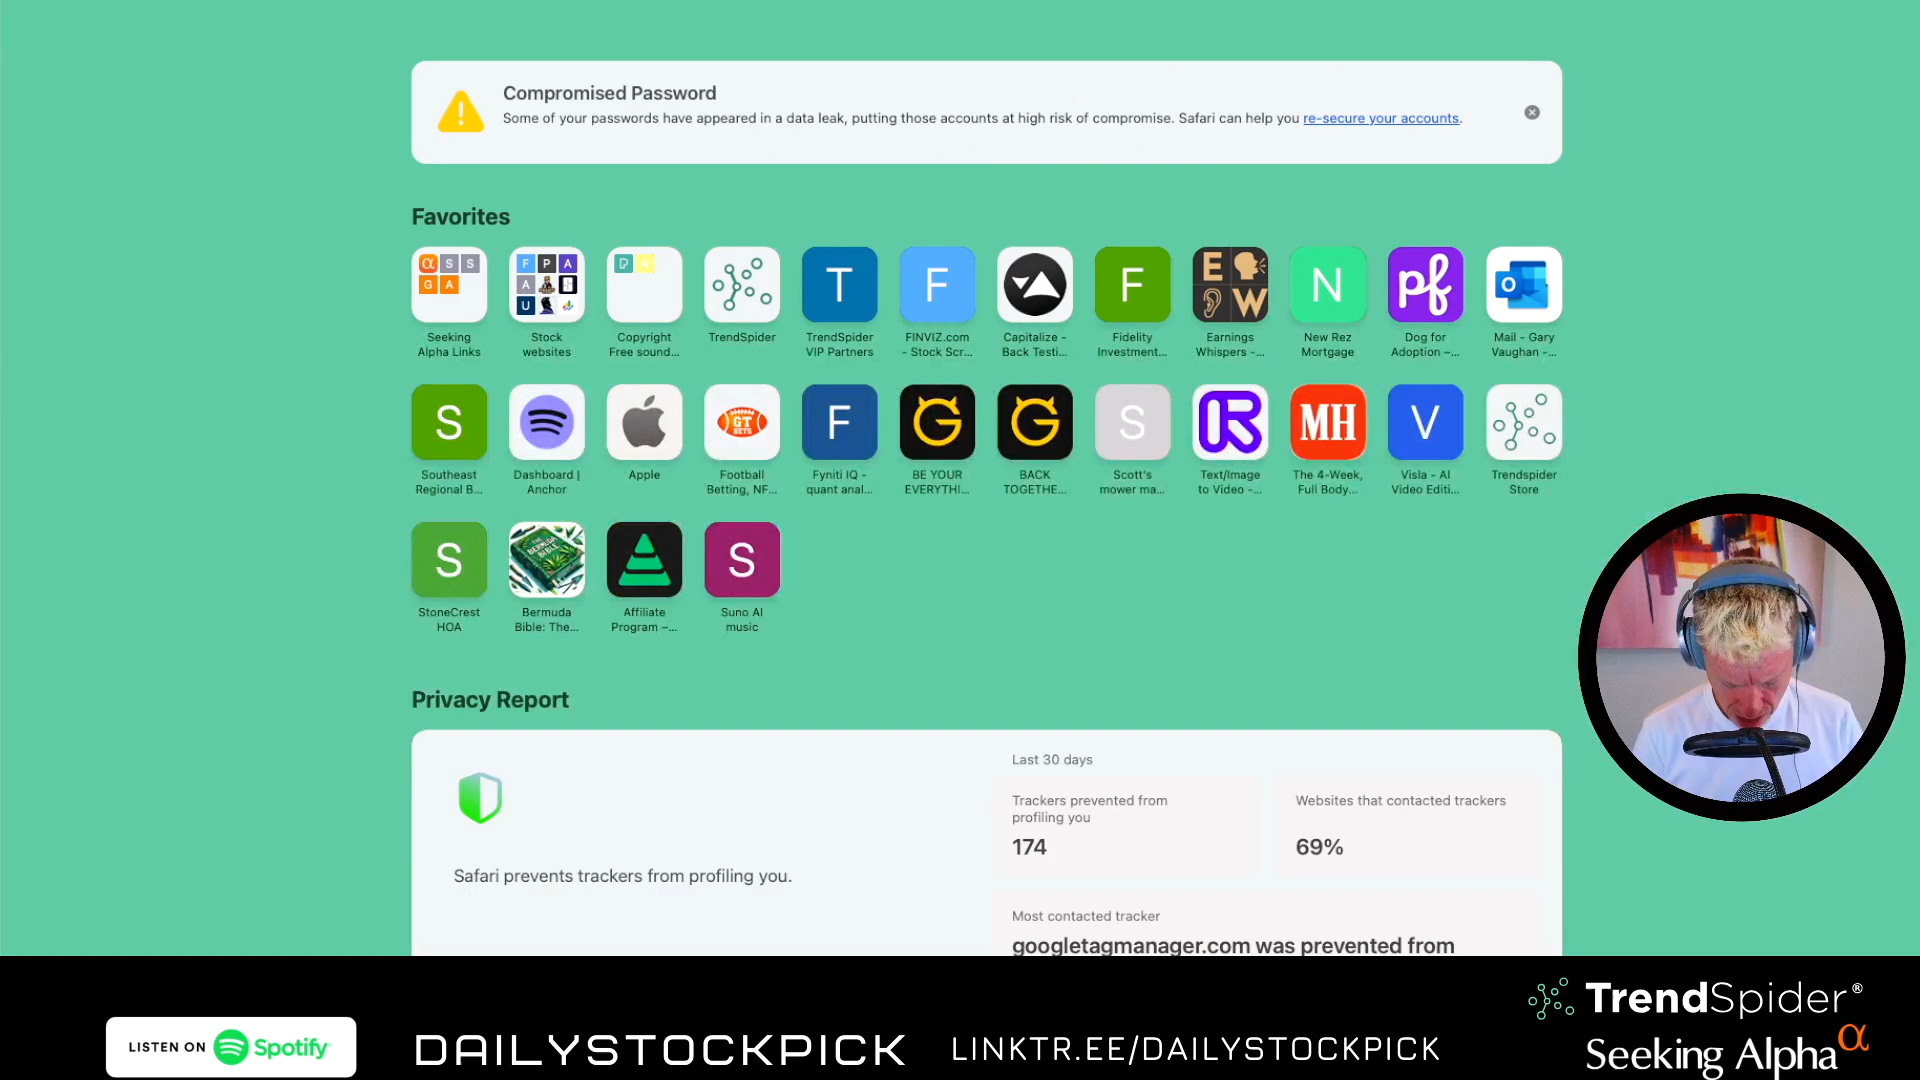 Compromised Password
Some of your passwords have appeared in a data leak, putting those accounts at high risk of compromise. Safari can help you re-secure your accounts.
Favorites
α S S
G A
F P A
A
U
P A
T
F
F
E
W
N
pf
O
Seeking
Alpha Links
Stock
websites
Copyright
Free sound...
TrendSpider
TrendSpider
VIP Partners
FINVIZ.com
- Stock Scr...
Capitalize -
Back Testi...
Fidelity
Investment...
Earnings
Whispers -...
New Rez
Mortgage
Dog for
Adoption –...
Mail - Gary
Vaughan -...
S
GT
BETS
F
G
G
S
R
MH
V
Southeast
Regional B...
Dashboard |
Anchor
Apple
Football
Betting, NF...
Fyniti IQ -
quant anal...
BE YOUR
EVERYTHI...
BACK
TOGETHE...
Scott's
mower ma...
Text/Image
to Video -...
The 4-Week,
Full Body...
Visla - AI
Video Editi...
Trendspider
Store
S
THE
BERMUDA
BIBLE
S
StoneCrest
HOA
Bermuda
Bible: The...
Affiliate
Program –...
Suno AI
music
Privacy Report
Last 30 days
Trackers prevented from
profiling you
174
Websites that contacted trackers
69%
Safari prevents trackers from profiling you.
Most contacted tracker
googletagmanager.com was prevented from
LISTEN ON Spotify
DAILYSTOCKPICK
LINKTR.EE/DAILYSTOCKPICK
TrendSpider®
Seeking Alpha α